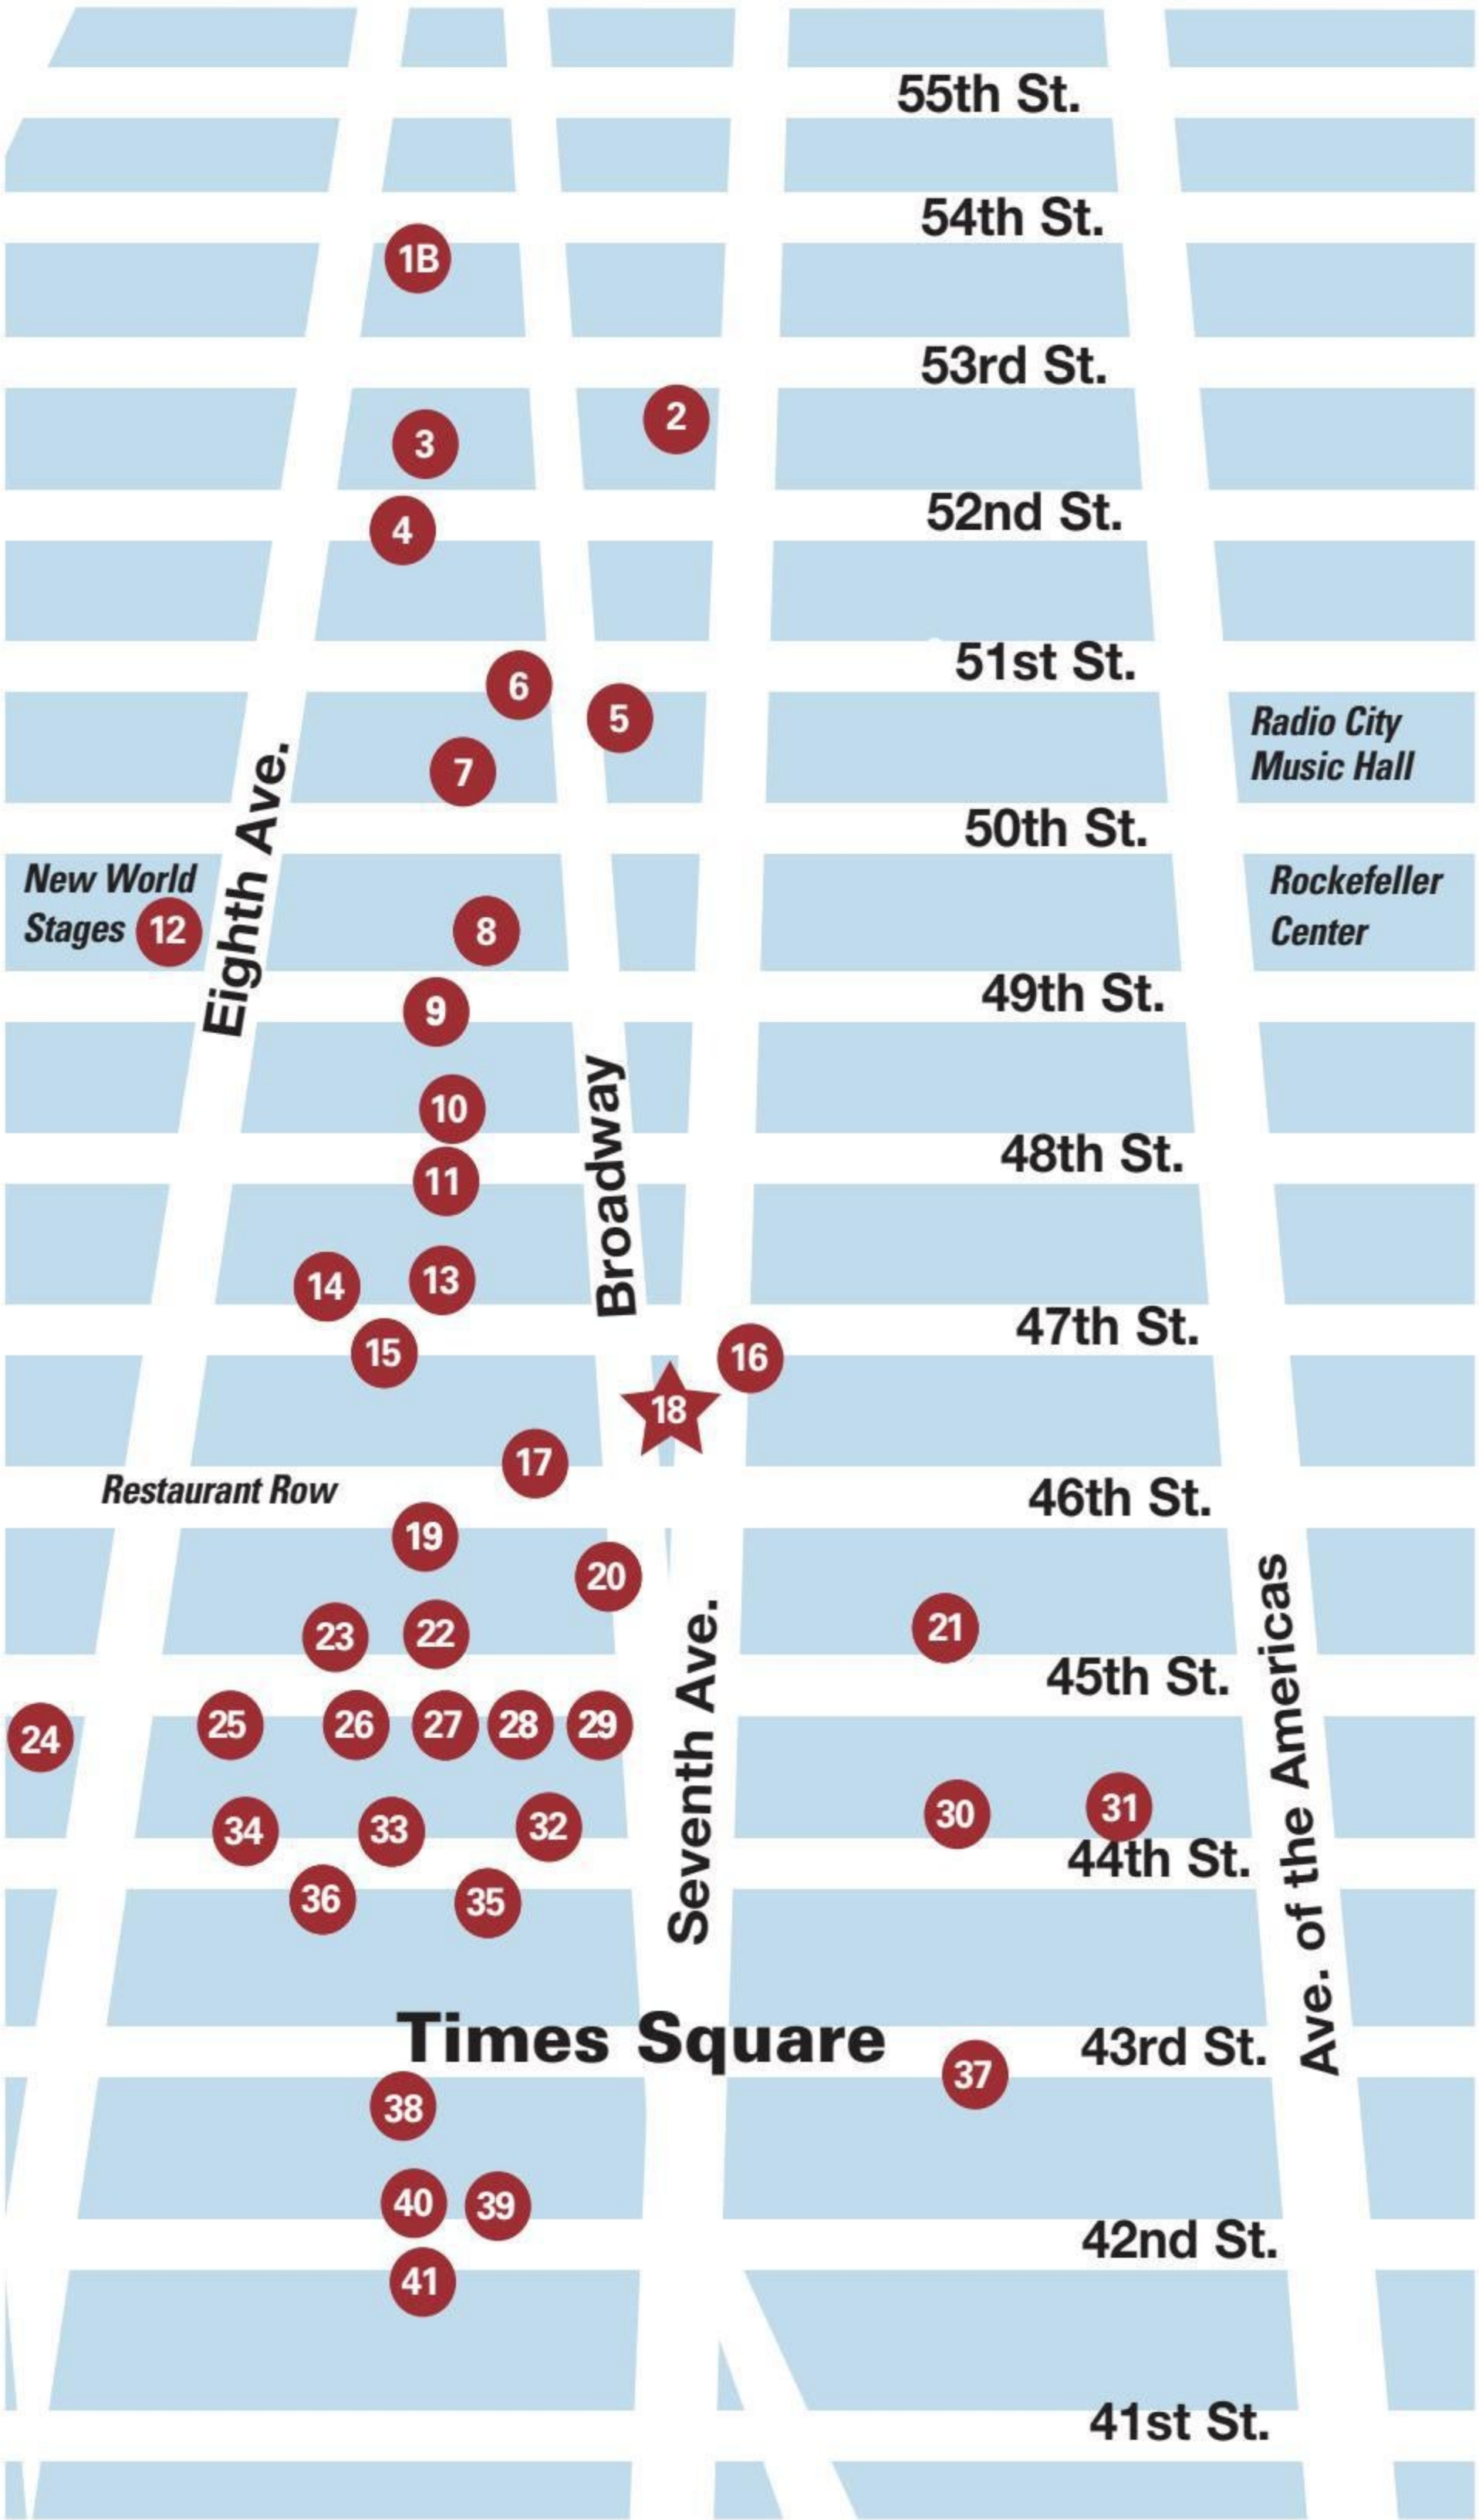 55th St.
54th St.
1B
53rd St.
2
3
52nd St.
4
51st St.
6
5
Radio City
Music Hall
7
Eighth Ave.
50th St.
New World
Stages
12
8
Rockefeller
Center
49th St.
9
Broadway
10
48th St.
11
14
13
47th St.
15
16
18
17
Restaurant Row
46th St.
19
20
21
23
22
45th St.
Seventh Ave.
Ave. of the Americas
24
25
26
27
28
29
30
31
34
33
32
44th St.
36
35
Times Square
43rd St.
37
38
40
39
42nd St.
41
41st St.